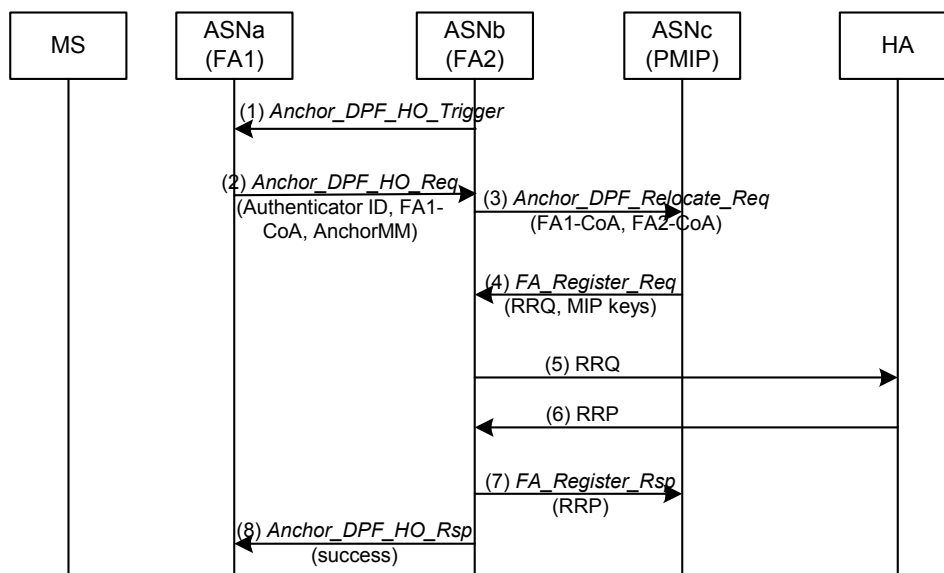 MS
ASNa
(FA1)
ASNb
(FA2)
ASNc
(PMIP)
HA
(1) Anchor_DPF_HO_Trigger
(2) Anchor_DPF_HO_Req
(Authenticator ID, FA1-
CoA, AnchorMM)
(3) Anchor_DPF_Relocate_Req
(FA1-CoA, FA2-CoA)
(4) FA_Register_Req
(RRQ, MIP keys)
(5) RRQ
(6) RRP
(7) FA_Register_Rsp
(RRP)
(8) Anchor_DPF_HO_Rsp
(success)